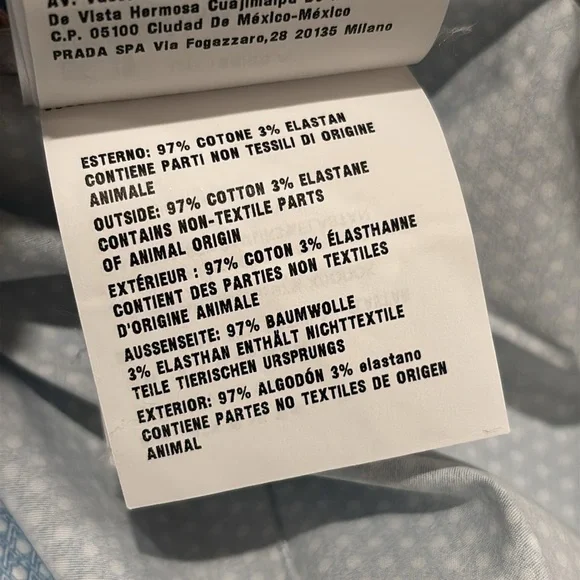 De Vista Hermosa Cuajimalpa De
C.P. 05100 Ciudad De México-México
PRADA SPA Via Fogazzaro,28 20135 Milano
ESTERNO: 97% COTONE 3% ELASTAN
CONTIENE PARTI NON TESSILI DI ORIGINE
ANIMALE
OUTSIDE: 97% COTTON 3% ELASTANE
CONTAINS NON-TEXTILE PARTS
OF ANIMAL ORIGIN
EXTÉRIEUR : 97% COTON 3% ÉLASTHANNE
CONTIENT DES PARTIES NON TEXTILES
D'ORIGINE ANIMALE
AUSSENSEITE: 97% BAUMWOLLE
3% ELASTHAN ENTHÄLT NICHTTEXTILE
TEILE TIERISCHEN URSPRUNGS
EXTERIOR: 97% ALGODÓN 3% elastano
CONTIENE PARTES NO TEXTILES DE ORIGEN
ANIMAL